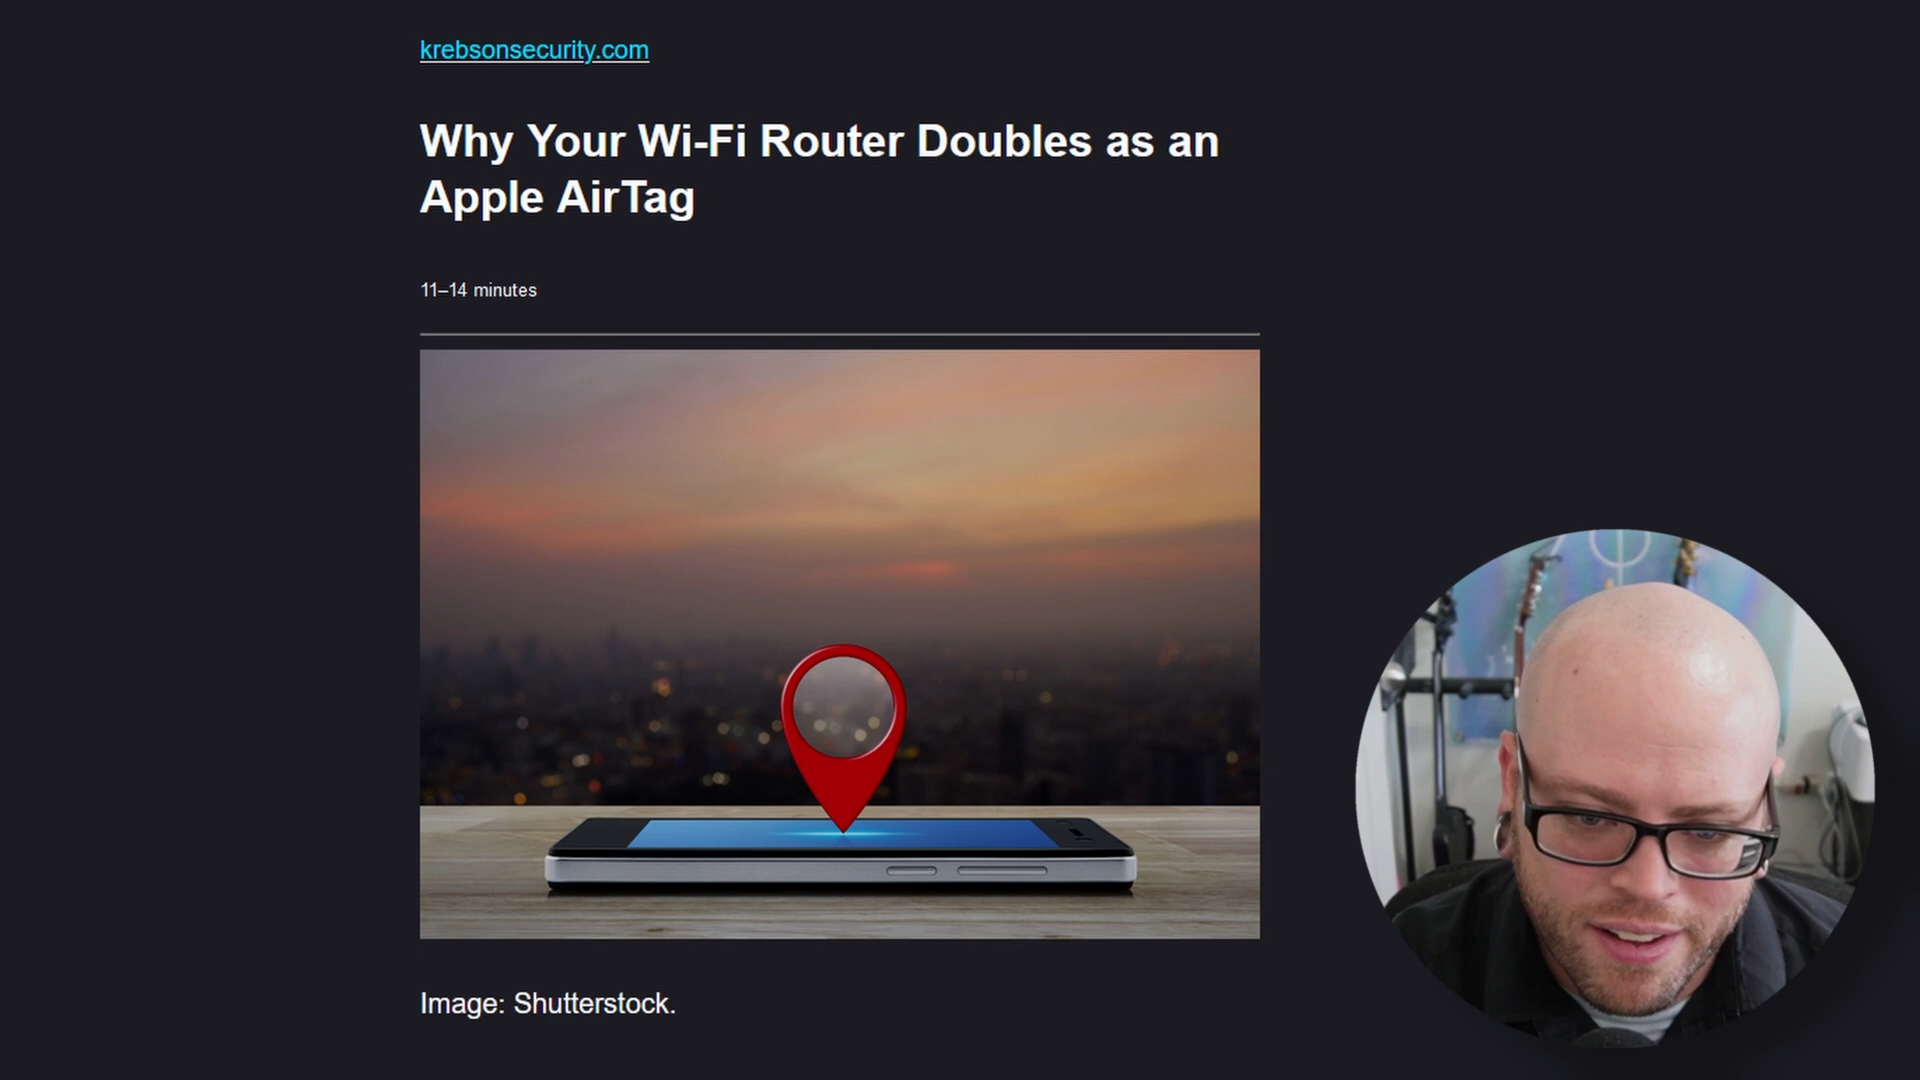 krebsonsecurity.com
Why Your Wi-Fi Router Doubles as an
Apple AirTag
11–14 minutes
Image: Shutterstock.